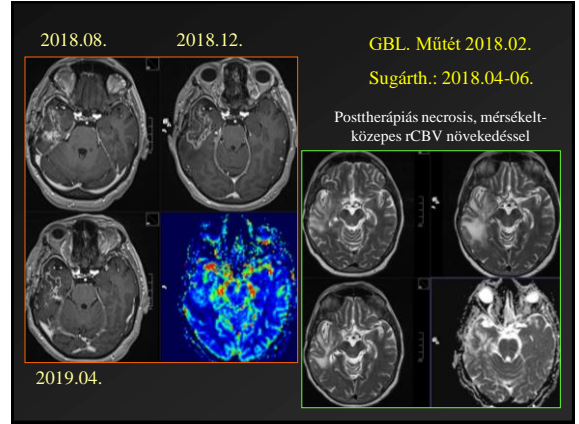 2018.08.
2018.12.
GBL. Műtét 2018.02.
Sugárth.: 2018.04-06.
Posttherápiás necrosis, mérsékelt-
közepes rCBV növekedéssel
2019.04.